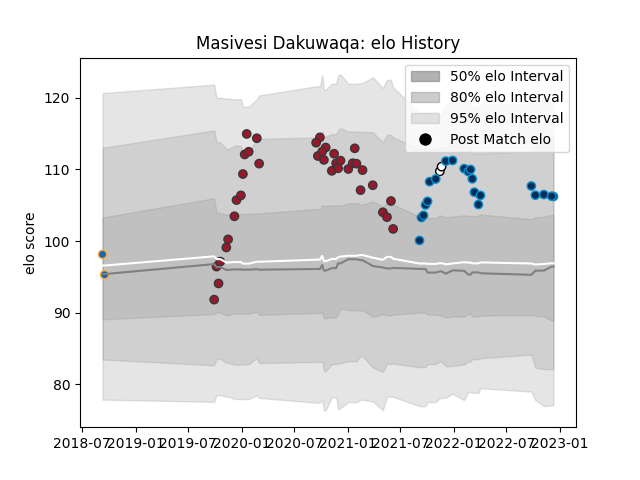 Masivesi Dakuwaqa: elo History
50% elo Interval
80% elo Interval
95% elo Interval
Post Match elo
elo score
120
110
100
90
80
2018-07 2019-01 2019-07 2020-01 2020-07 2021-01 2021-07 2022-01 2022-07 2023-01